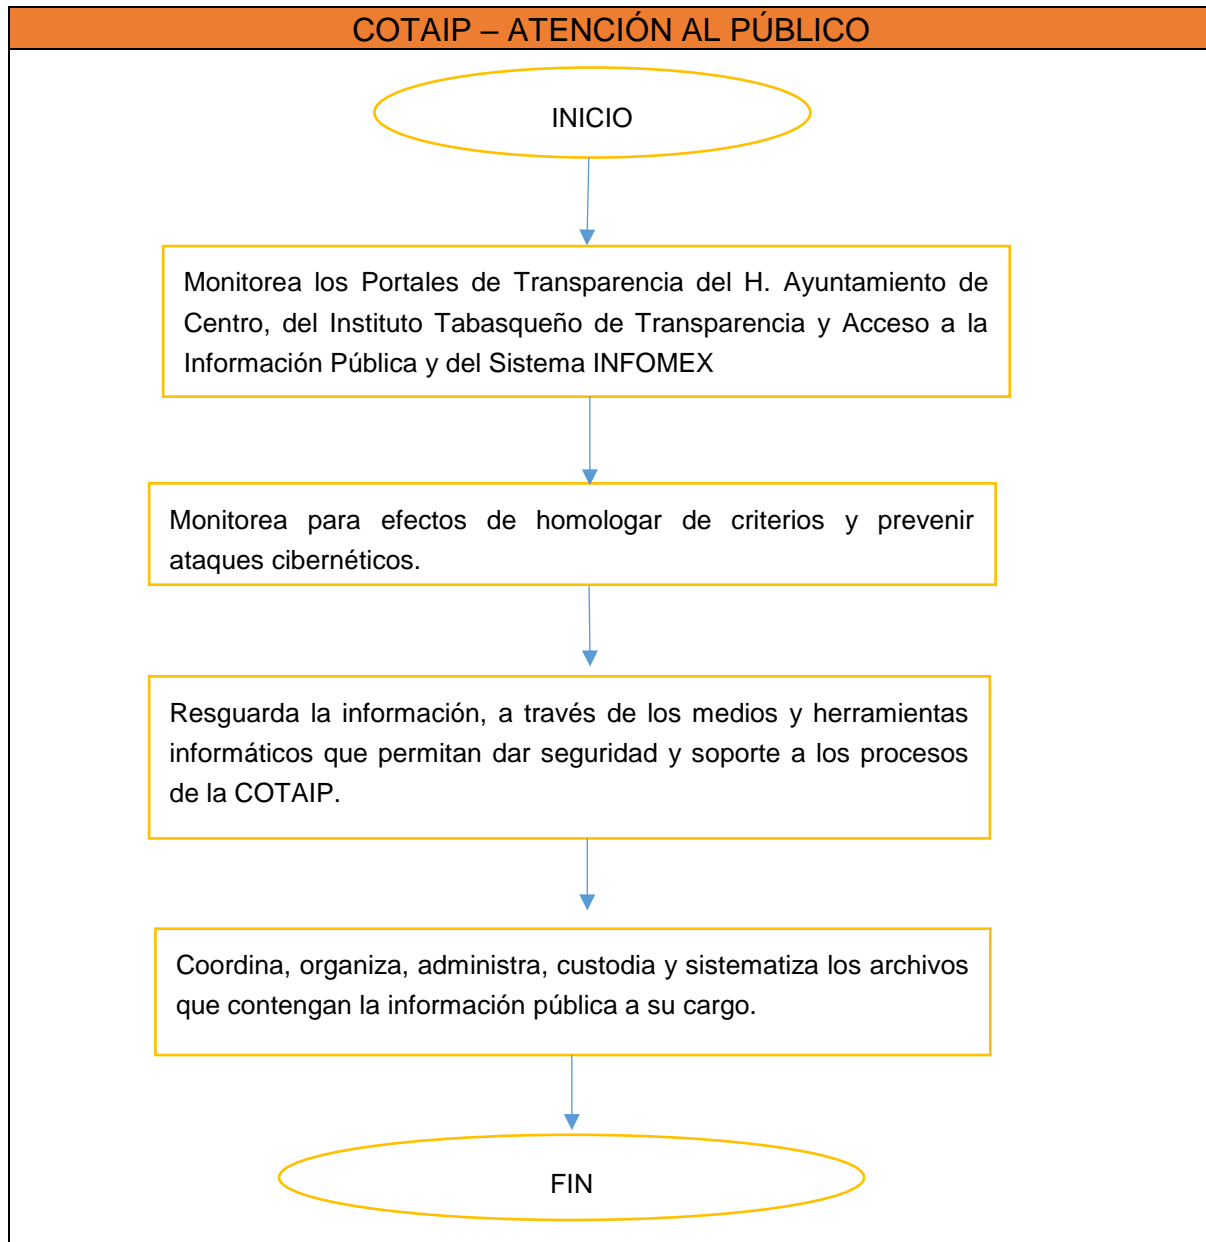 COTAIP – ATENCIÓN AL PÚBLICO
INICIO
Monitorea los Portales de Transparencia del H. Ayuntamiento de
Centro, del Instituto Tabasqueño de Transparencia y Acceso a la
Información Pública y del Sistema INFOMEX
Monitorea para efectos de homologar de criterios y prevenir
ataques cibernéticos.
Resguarda la información, a través de los medios y herramientas
informáticos que permitan dar seguridad y soporte a los procesos
de la COTAIP.
Coordina, organiza, administra, custodia y sistematiza los archivos
que contengan la información pública a su cargo.
FIN